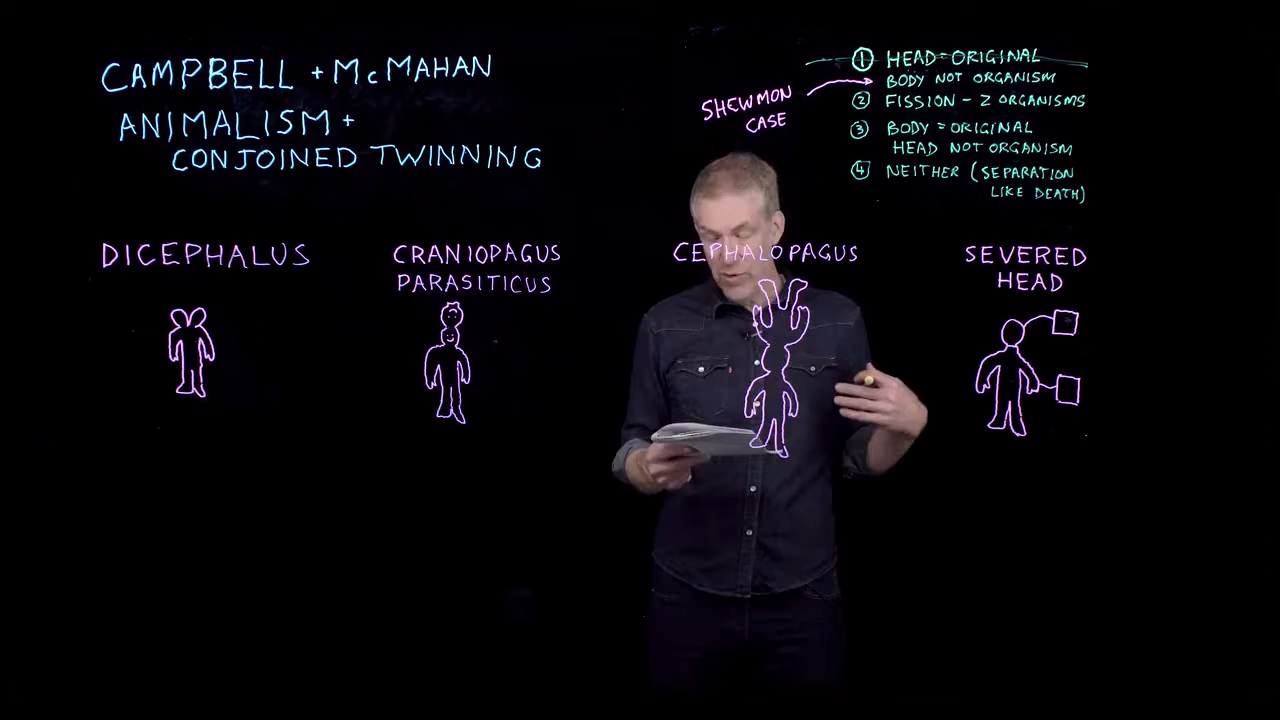 CAMPBELL + McMAHAN
ANIMALISM +
CONJOINED TWINNING
SHEWMON
CASE
① HEAD=ORIGINAL
BODY NOT ORGANISM
② FISSION - 2 ORGANISMS
③ BODY = ORIGINAL
HEAD NOT ORGANISM
④ NEITHER (SEPARATION
LIKE DEATH)
DICEPHALUS
CRANIOPAGUS
PARASITICUS
CEPHALOPAGUS
SEVERED
HEAD